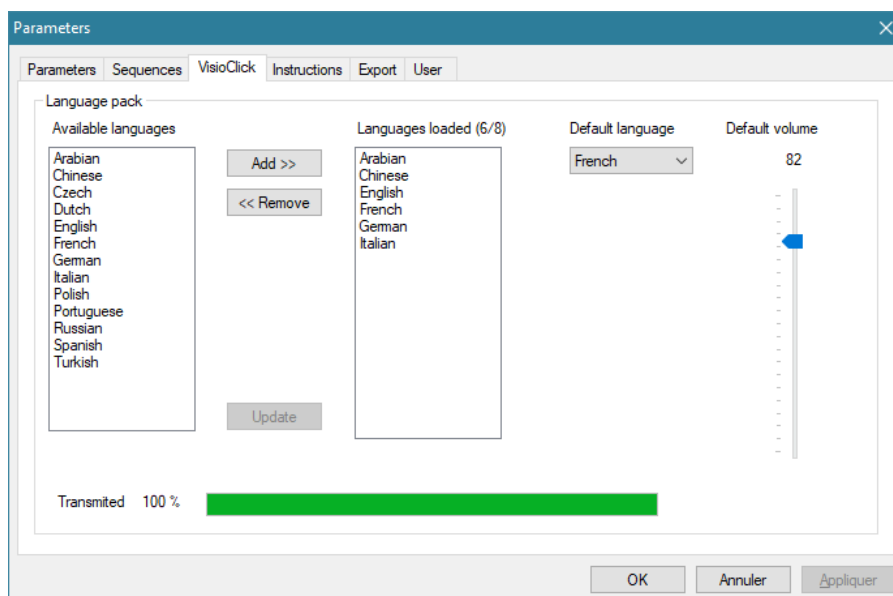 Parameters
Parameters Sequences VisioClick Instructions Export User
Language pack
Available languages
Arabian
Chinese
Czech
Dutch
English
French
German
Italian
Polish
Portuguese
Russian
Spanish
Turkish
Add >>
<< Remove
Update
Languages loaded (6/8)
Arabian
Chinese
English
French
German
Italian
Default language
French
Default volume
82
Transmited 100 %
OK Annuler Appliquer